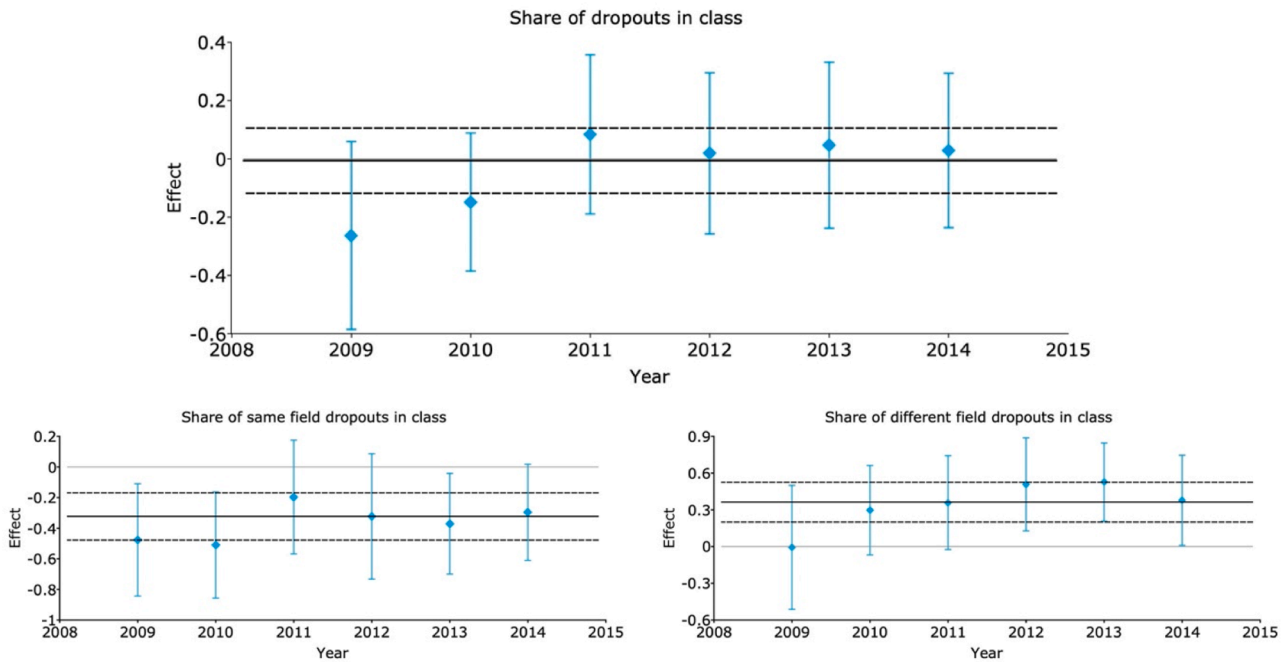 Share of dropouts in class
0.4
0.2
0
-0.2
-0.4
-0.6
Effect
2008 2009 2010 2011 2012 2013 2014 2015
Year
Share of same field dropouts in class
0.2
0
-0.2
-0.4
-0.6
-0.8
-1
Effect
2008 2009 2010 2011 2012 2013 2014 2015
Year
Share of different field dropouts in class
0.9
0.6
0.3
0
-0.3
-0.6
Effect
2008 2009 2010 2011 2012 2013 2014 2015
Year